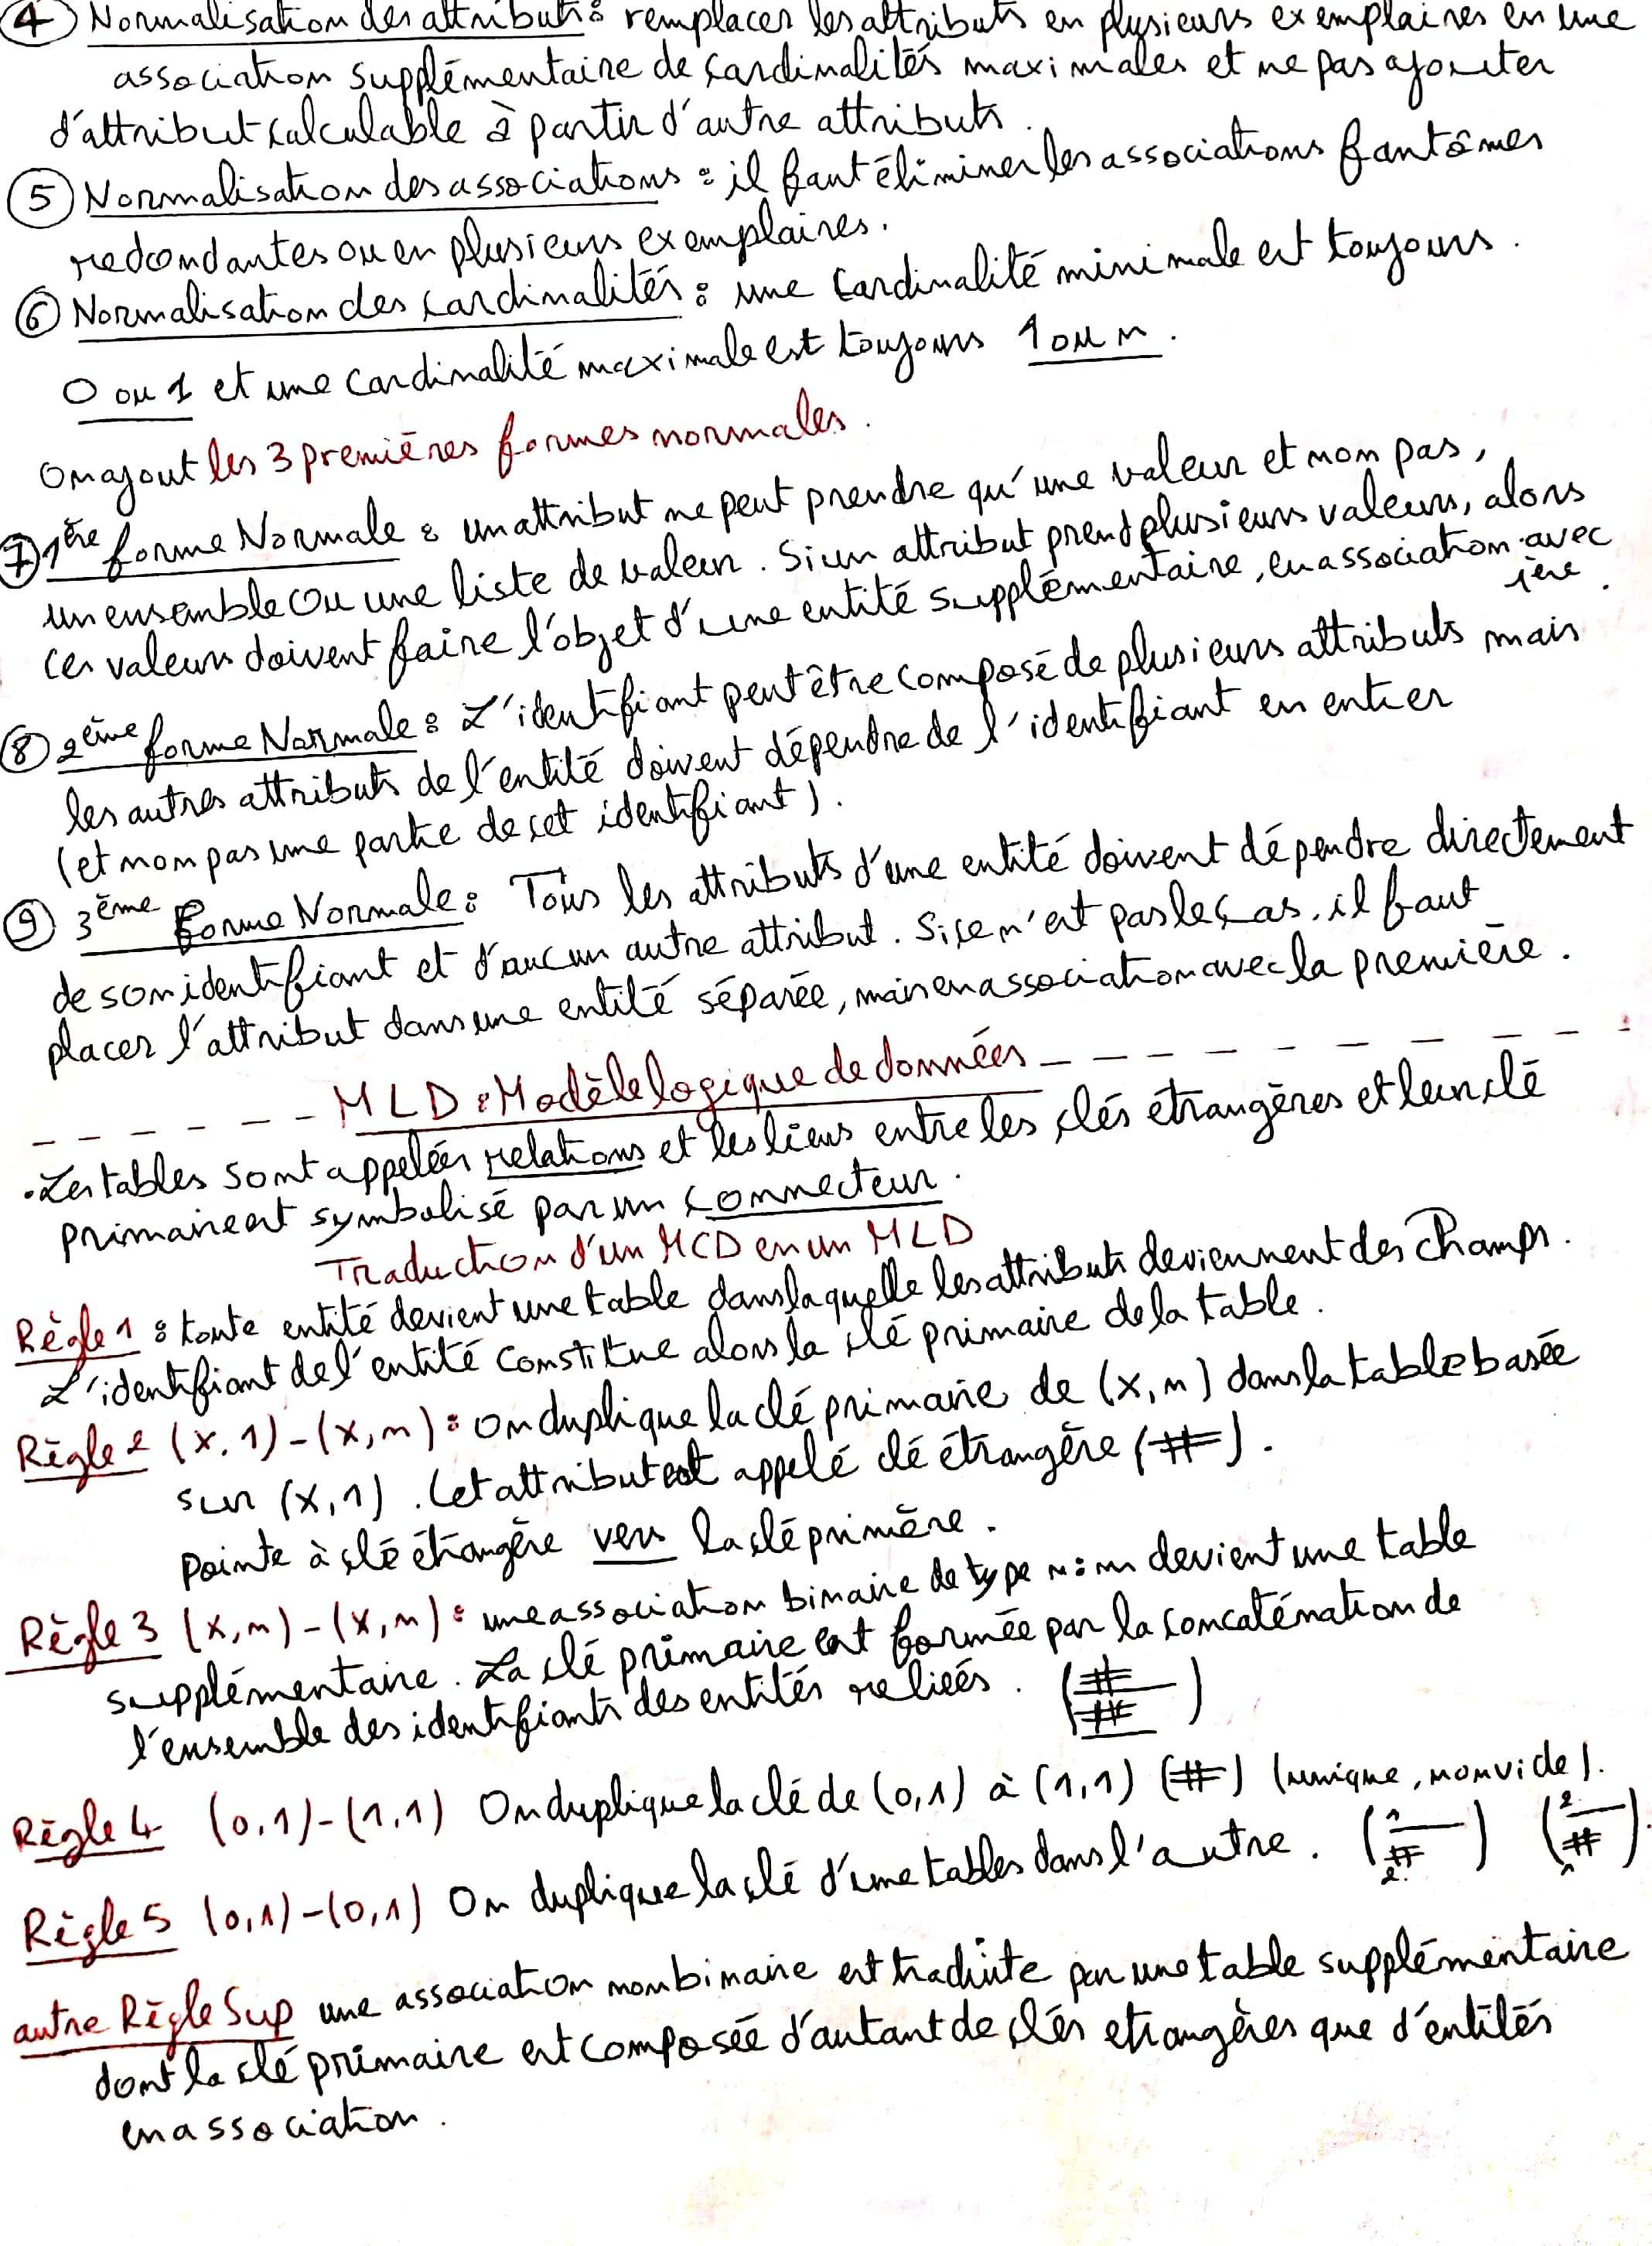 ④ Normalisation des attributs : remplacer les attributs en plusieurs exemplaires en une
association supplémentaire de cardinalités maximales et ne pas ajouter
d'attribut calculable à partir d'autre attributs.
⑤ Normalisation des associations : il faut éliminer les associations fantômes
redondantes ou en plusieurs exemplaires.
⑥ Normalisation des cardinalités : une cardinalité minimale est toujours.
0 ou 1 et une cardinalité maximale est toujours 1 ou n.
On ajout les 3 premières formes normales.
⑦ 1ère forme Normale : un attribut ne peut prendre qu'une valeur et non pas,
un ensemble ou une liste de valeur. Si un attribut prend plusieurs valeurs, alors
ces valeurs doivent faire l'objet d'une entité supplémentaire, en association avec
1ère.
⑧ 2ème forme Normale : L'identifiant peut être composé de plusieurs attributs mais
les autres attributs de l'entité doivent dépendre de l'identifiant en entier
(et non pas une partie de cet identifiant).
⑨ 3ème Forme Normale : Tous les attributs d'une entité doivent dépendre directement
de son identifiant et d'aucun autre attribut. Si ce n'est pas le cas, il faut
placer l'attribut dans une entité séparée, mais en association avec la première.
MLD : Modèle logique de données
. Les tables sont appelées relations et les liens entre les clés étrangères et leur clé
primaire est symbolisé par un connecteur.
Traduction d'un MCD en un MLD
Règle 1 : toute entité devient une table dans laquelle les attributs deviennent des champs.
L'identifiant de l'entité constitue alors la clé primaire de la table.
Règle 2 (x,1)-(x,n) : on duplique la clé primaire de (x,n) dans la table basée
sur (x,1). Cet attribut est appelé clé étrangère (#).
Pointe à clé étrangère vers la clé primère.
Règle 3 (x,n)-(x,n) : une association binaire de type n:m devient une table
supplémentaire. La clé primaire est formée par la concaténation de
l'ensemble des identifiants des entités reliées. (# #)
Règle 4 (0,1)-(1,1) On duplique la clé de (0,1) à (1,1) (#) (unique, non vide).
Règle 5 (0,1)-(0,1) On duplique la clé d'une tables dans l'autre. (1 # 2) (2 # 1).
autre Règle Sup une association non binaire est traduite par une table supplémentaire
dont la clé primaire est composée d'autant de clés etrangères que d'entités
en association.